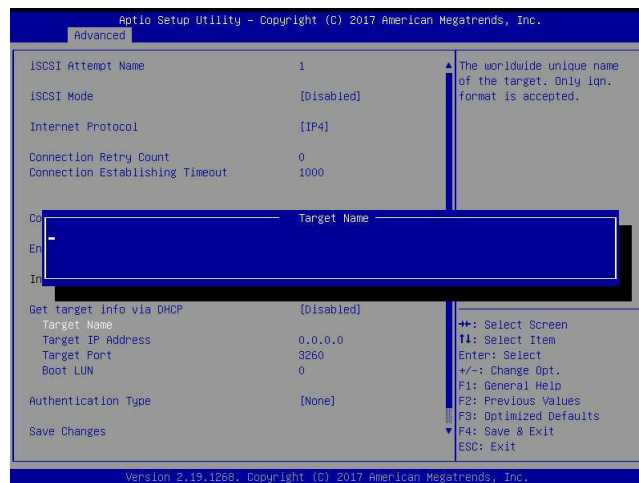 Aptio Setup Utility – Copyright (C) 2017 American Megatrends, Inc.
Advanced
iSCSI Attempt Name 1
iSCSI Mode [Disabled]
Internet Protocol [IP4]
Connection Retry Count 0
Connection Establishing Timeout 1000
Co
Target Name
En
In
Get target info via DHCP [Disabled]
Target Name
Target IP Address 0.0.0.0
Target Port 3260
Boot LUN 0
Authentication Type [None]
Save Changes
The worldwide unique name
of the target. Only iqn.
format is accepted.
→←: Select Screen
↑↓: Select Item
Enter: Select
+/-: Change Opt.
F1: General Help
F2: Previous Values
F3: Optimized Defaults
F4: Save & Exit
ESC: Exit
Version 2.19.1268. Copyright (C) 2017 American Megatrends, Inc.